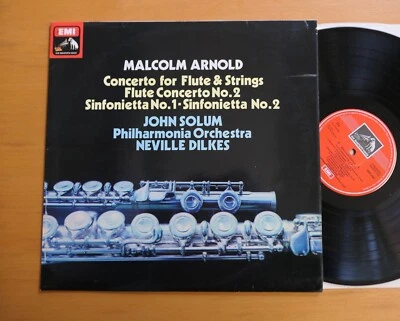 EMI
MALCOLM ARNOLD
Concerto for Flute & Strings
Flute Concerto No.2
Sinfonietta No.1 · Sinfonietta No.2
JOHN SOLUM
Philharmonia Orchestra
NEVILLE DILKES
EMI